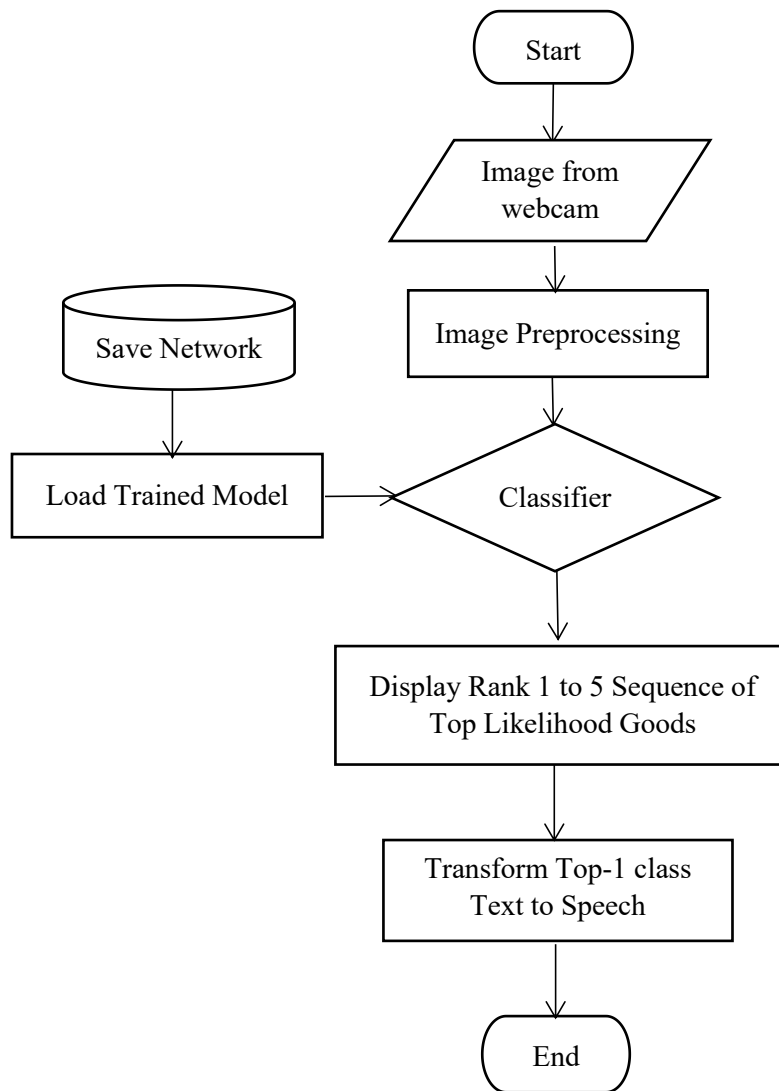 Start
Image from
webcam
Image Preprocessing
Save Network
Load Trained Model
Classifier
Display Rank 1 to 5 Sequence of
Top Likelihood Goods
Transform Top-1 class
Text to Speech
End